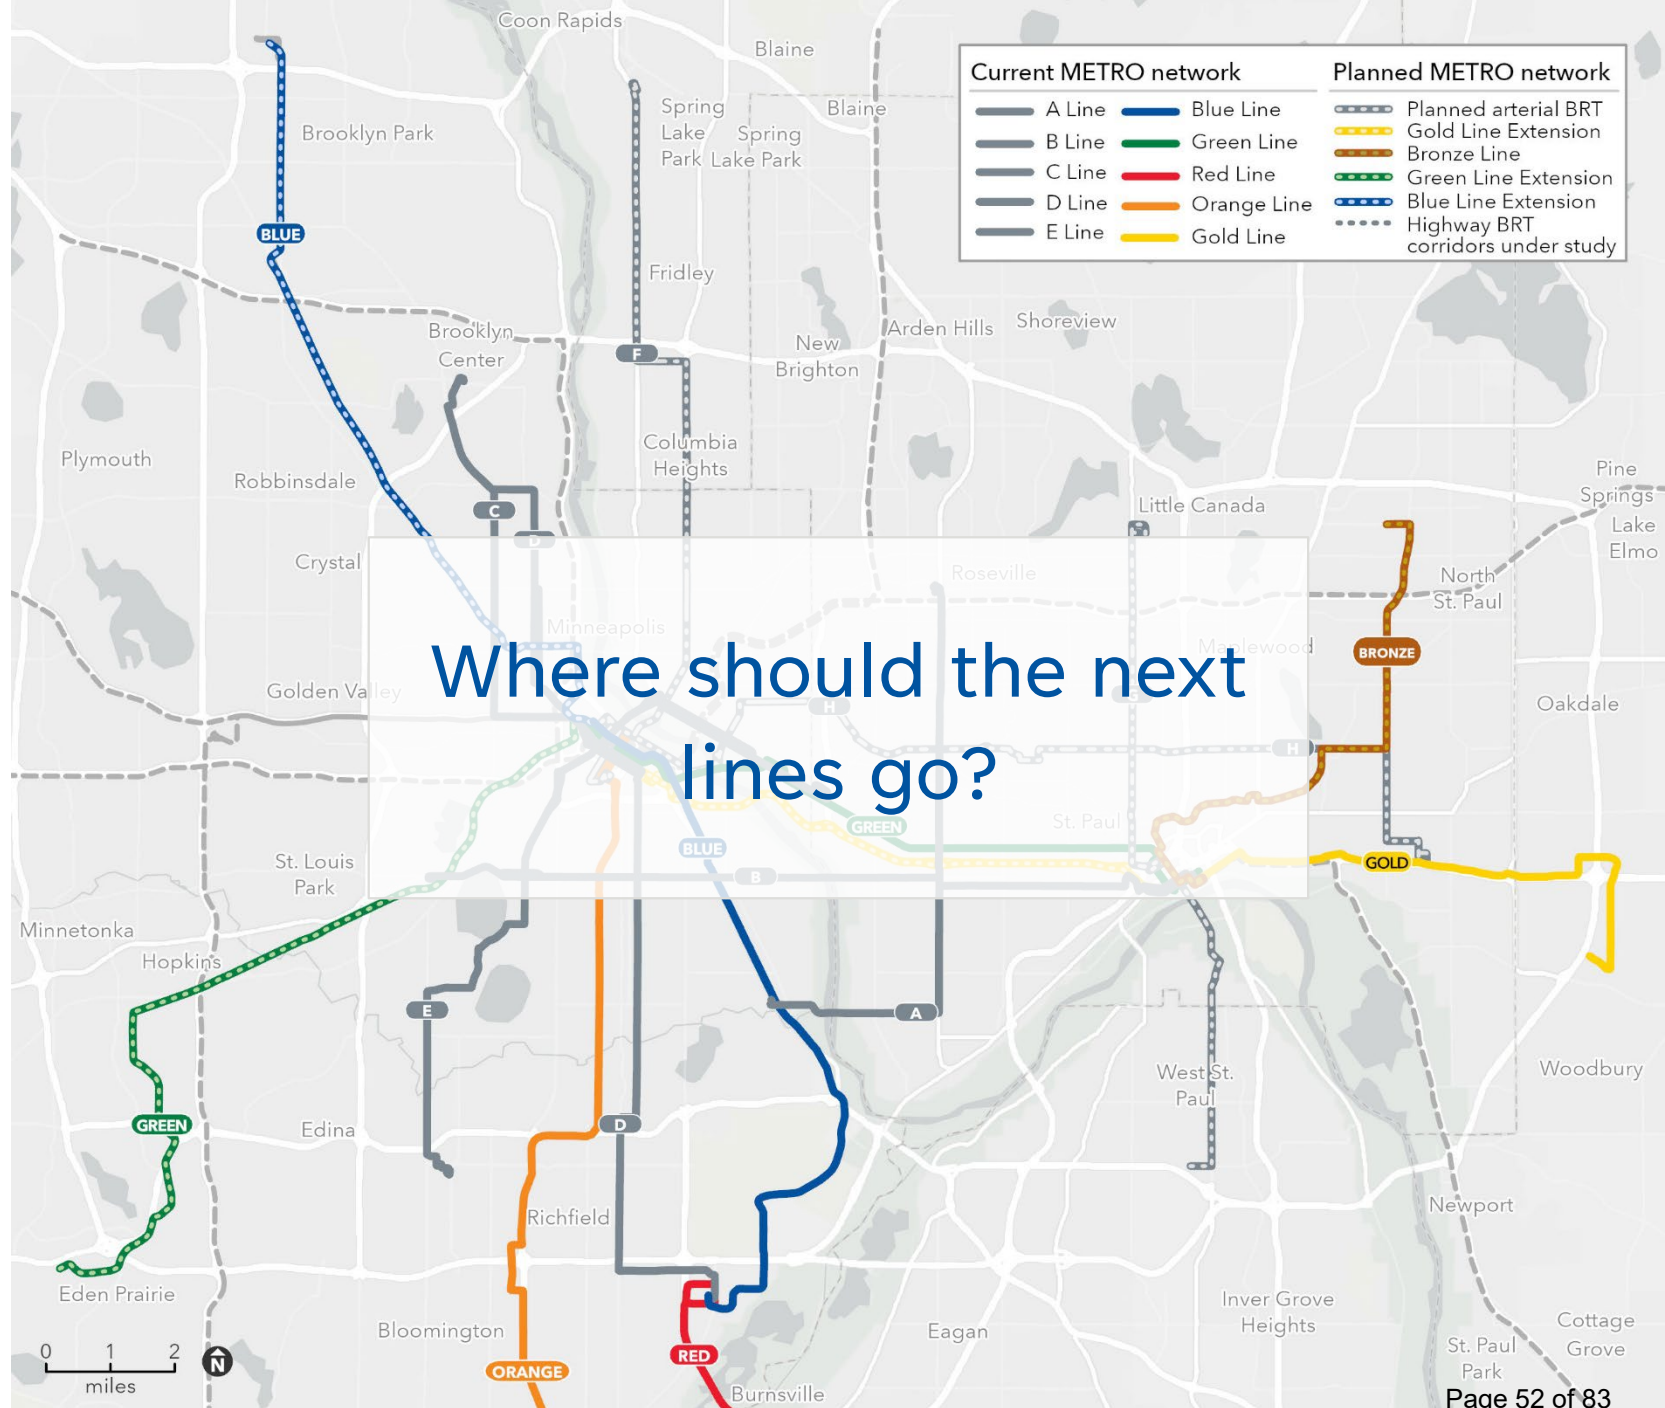 Coon Rapids
Blaine
Current METRO network
A Line
B Line
C Line
D Line
E Line
Blue Line
Green Line
Red Line
Orange Line
Gold Line
Planned METRO network
Planned arterial BRT
Gold Line Extension
Bronze Line
Green Line Extension
Blue Line Extension
Highway BRT
corridors under study
Brooklyn Park
Spring
Lake
Park
Spring
Lake Park
Blaine
BLUE
Fridley
Brooklyn
Center
F
New
Brighton
Arden Hills
Shoreview
Plymouth
Robbinsdale
Columbia
Heights
C
D
Little Canada
Pine
Springs
Lake
Elmo
Crystal
Roseville
North
St. Paul
Minneapolis
Maplewood
BRONZE
Where should the next
lines go?
Golden Valley
H
G
H
Oakdale
St. Louis
Park
BLUE
GREEN
St. Paul
B
GOLD
Minnetonka
Hopkins
E
A
West St.
Paul
Woodbury
GREEN
Edina
D
Richfield
Newport
Eden Prairie
Bloomington
Eagan
Inver Grove
Heights
Cottage
Grove
St. Paul
Park
0 1 2
miles
N
ORANGE
RED
Burnsville
Page 52 of 83